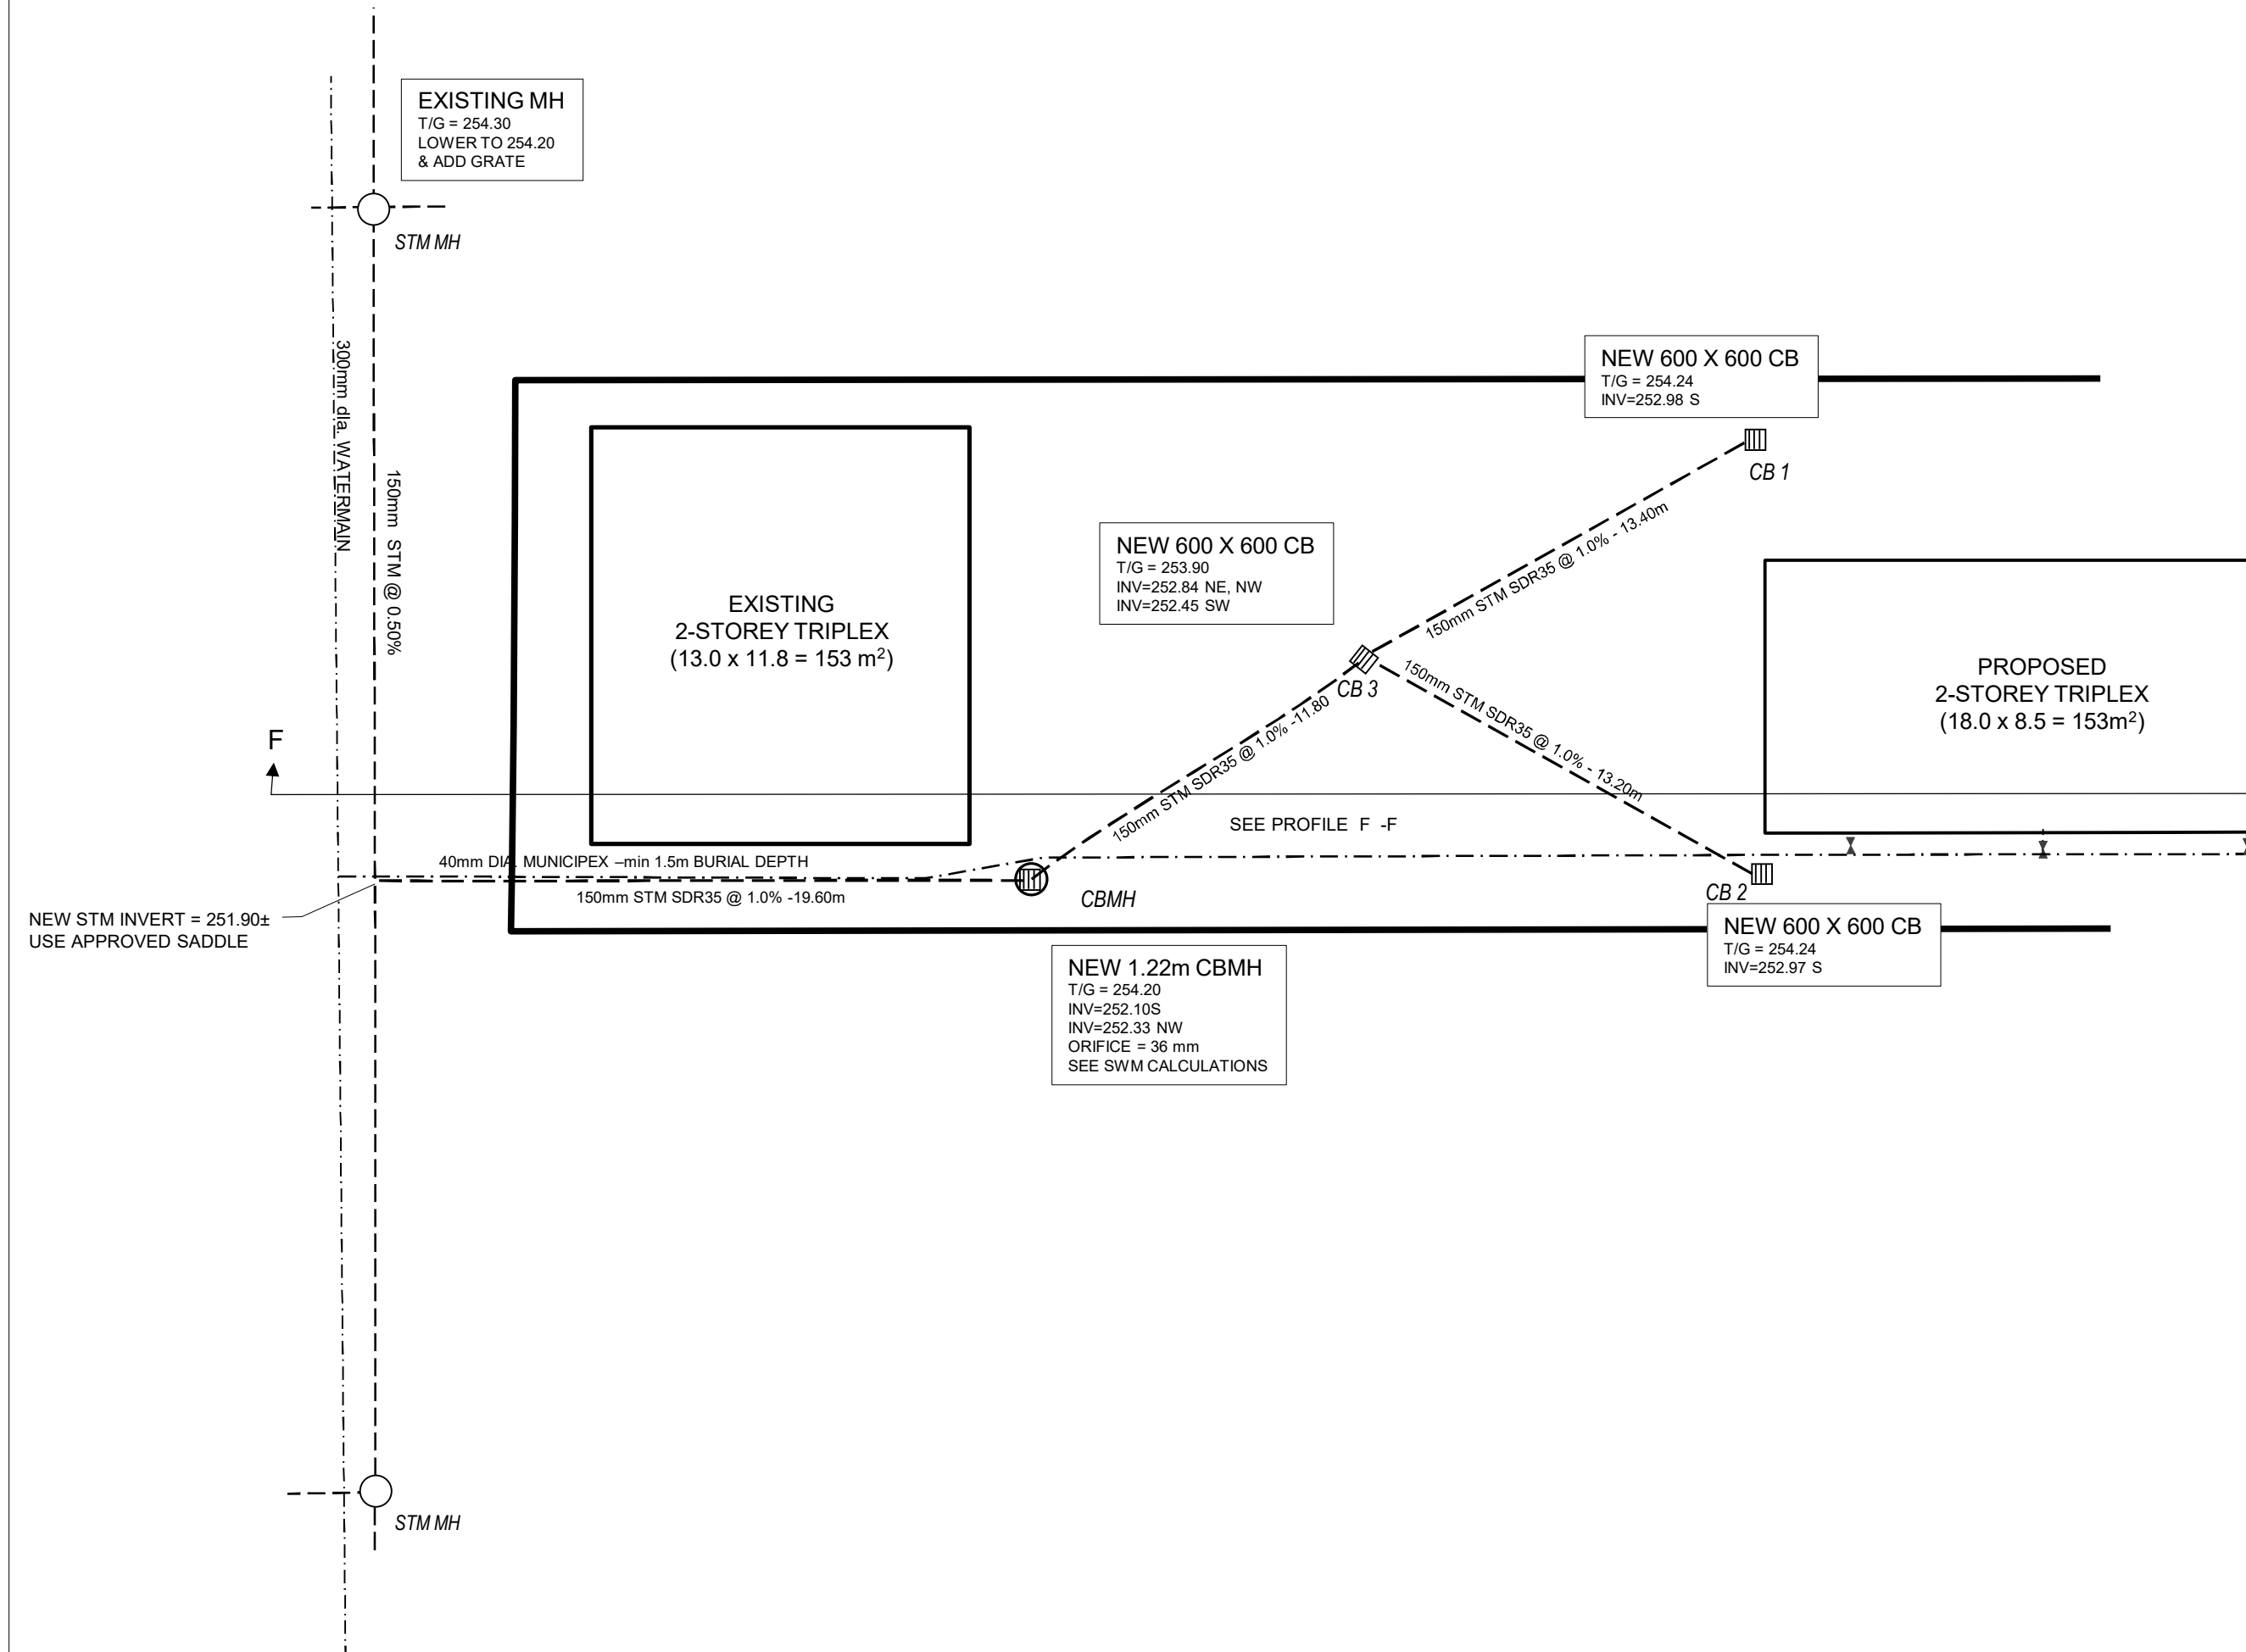 EXISTING MH
T/G = 254.30
LOWER TO 254.20
& ADD GRATE
STM MH
300mm dIa. WATERMAIN
150mm STM @ 0.50%
NEW 600 X 600 CB
T/G = 254.24
INV=252.98 S
CB 1
150mm STM SDR35 @ 1.0% - 13.40m
NEW 600 X 600 CB
T/G = 253.90
INV=252.84 NE, NW
INV=252.45 SW
EXISTING
2-STOREY TRIPLEX
(13.0 x 11.8 = 153 m²)
CB 3
150mm STM SDR35 @ 1.0% - 13.20m
150mm STM SDR35 @ 1.0% -11.80
PROPOSED
2-STOREY TRIPLEX
(18.0 x 8.5 = 153m²)
F
SEE PROFILE F -F
40mm DIA. MUNICIPEX –min 1.5m BURIAL DEPTH
150mm STM SDR35 @ 1.0% -19.60m
CBMH
CB 2
NEW STM INVERT = 251.90±
USE APPROVED SADDLE
NEW 600 X 600 CB
T/G = 254.24
INV=252.97 S
NEW 1.22m CBMH
T/G = 254.20
INV=252.10S
INV=252.33 NW
ORIFICE = 36 mm
SEE SWM CALCULATIONS
STM MH